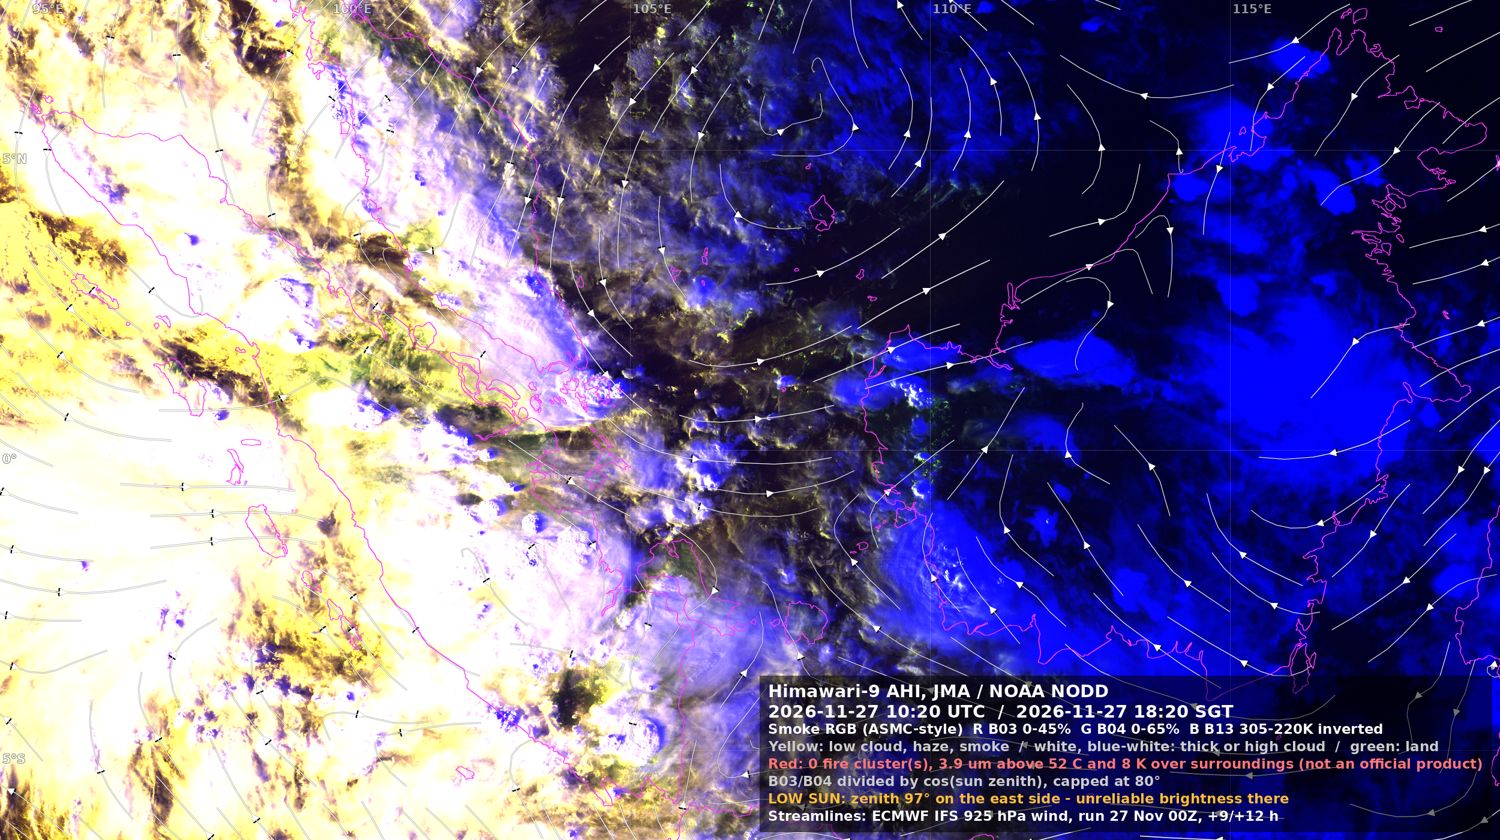 95°E 100°E 105°E 110°E 115°E
5°N
0°
5°S
Himawari-9 AHI, JMA / NOAA NODD
2026-11-27 10:20 UTC / 2026-11-27 18:20 SGT
Smoke RGB (ASMC-style) R B03 0-45% G B04 0-65% B B13 305-220K inverted
Yellow: low cloud, haze, smoke / white, blue-white: thick or high cloud / green: land
Red: 0 fire cluster(s), 3.9 um above 52 C and 8 K over surroundings (not an official product)
B03/B04 divided by cos(sun zenith), capped at 80°
LOW SUN: zenith 97° on the east side - unreliable brightness there
Streamlines: ECMWF IFS 925 hPa wind, run 27 Nov 00Z, +9/+12 h